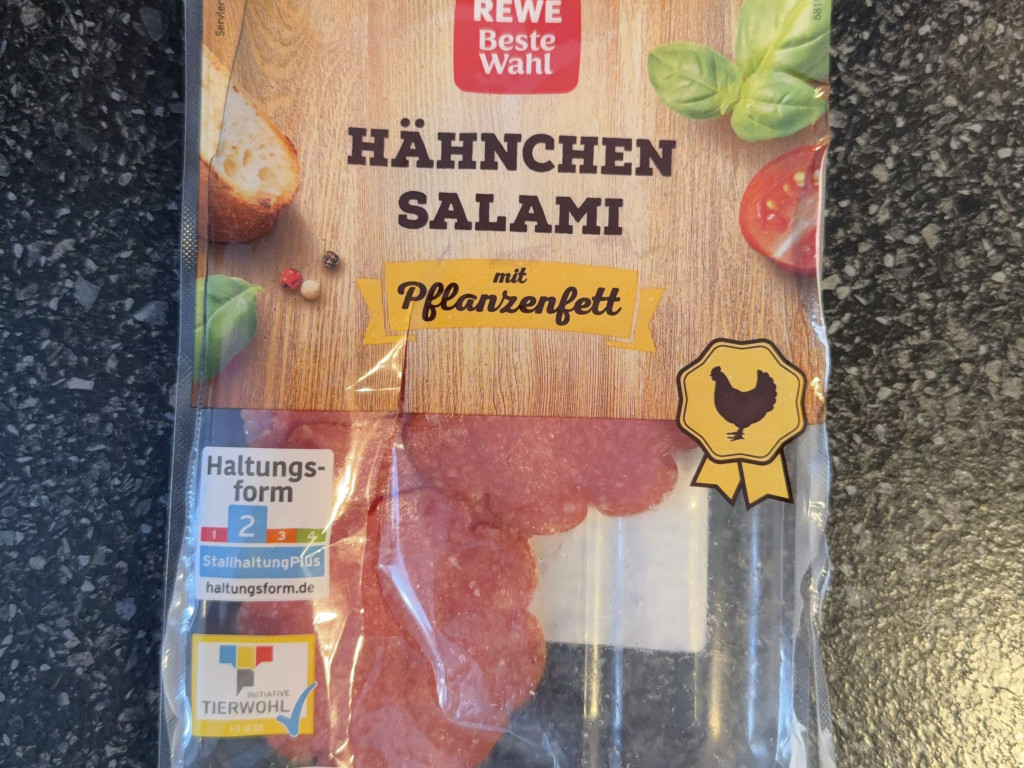 REWE
Beste
Wahl
HÄHNCHEN
SALAMI
mit
Pflanzenfett
Haltungs-
form
1 2 3 4
StallhaltungPlus
haltungsform.de
INITIATIVE
TIERWOHL